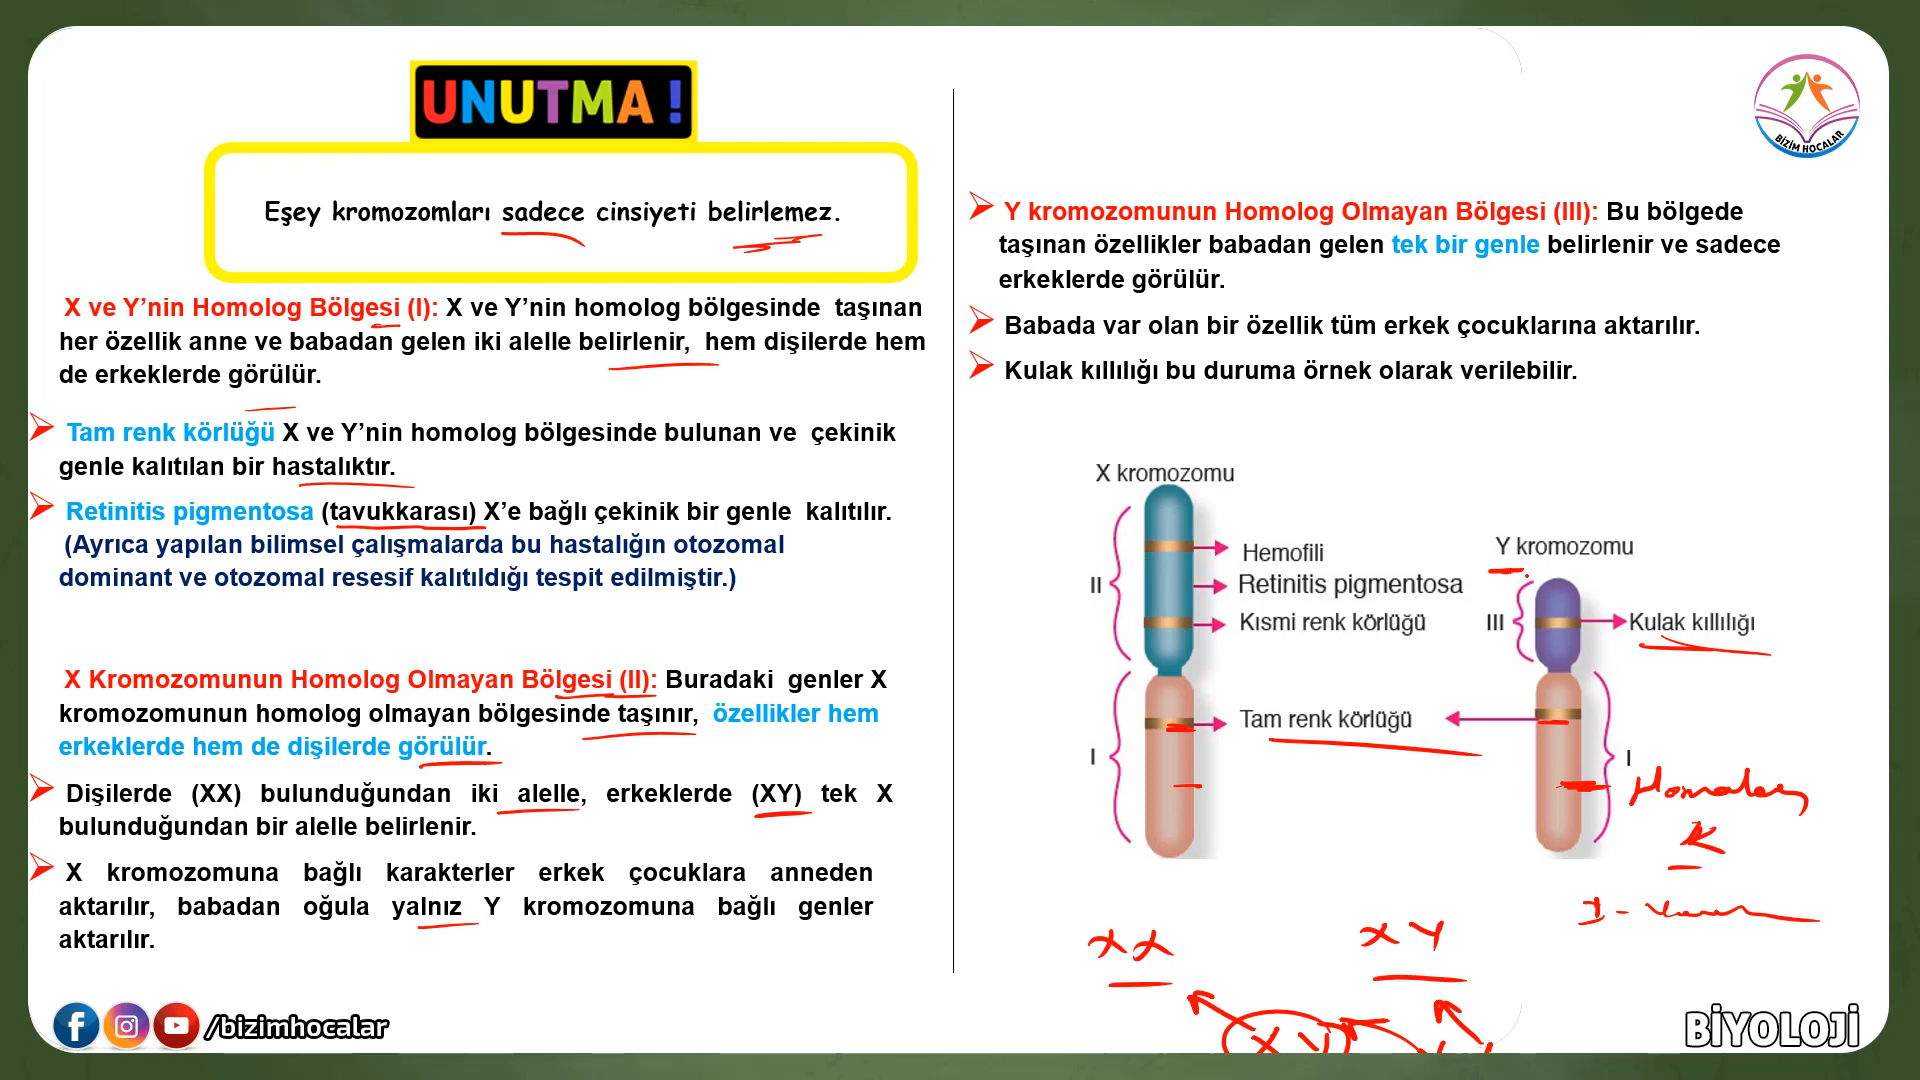 UNUTMA !
Eşey kromozomları sadece cinsiyeti belirlemez.
X ve Y’nin Homolog Bölgesi (I): X ve Y’nin homolog bölgesinde taşınan
her özellik anne ve babadan gelen iki alelle belirlenir, hem dişilerde hem
de erkeklerde görülür.
Tam renk körlüğü X ve Y’nin homolog bölgesinde bulunan ve çekinik
genle kalıtılan bir hastalıktır.
Retinitis pigmentosa (tavukkarası) X’e bağlı çekinik bir genle kalıtılır.
(Ayrıca yapılan bilimsel çalışmalarda bu hastalığın otozomal
dominant ve otozomal resesif kalıtıldığı tespit edilmiştir.)
X Kromozomunun Homolog Olmayan Bölgesi (II): Buradaki genler X
kromozomunun homolog olmayan bölgesinde taşınır, özellikler hem
erkeklerde hem de dişilerde görülür.
Dişilerde (XX) bulunduğundan iki alelle, erkeklerde (XY) tek X
bulunduğundan bir alelle belirlenir.
X kromozomuna bağlı karakterler erkek çocuklara anneden
aktarılır, babadan oğula yalnız Y kromozomuna bağlı genler
aktarılır.
/bizimhocalar
BİZİM HOCALAR
Y kromozomunun Homolog Olmayan Bölgesi (III): Bu bölgede
taşınan özellikler babadan gelen tek bir genle belirlenir ve sadece
erkeklerde görülür.
Babada var olan bir özellik tüm erkek çocuklarına aktarılır.
Kulak kıllılığı bu duruma örnek olarak verilebilir.
X kromozomu
Hemofili
II
Retinitis pigmentosa
Kısmi renk körlüğü
Tam renk körlüğü
I
Y kromozomu
III
Kulak kıllılığı
I
Homolog
XX
XY
XY
BİYOLOJİ